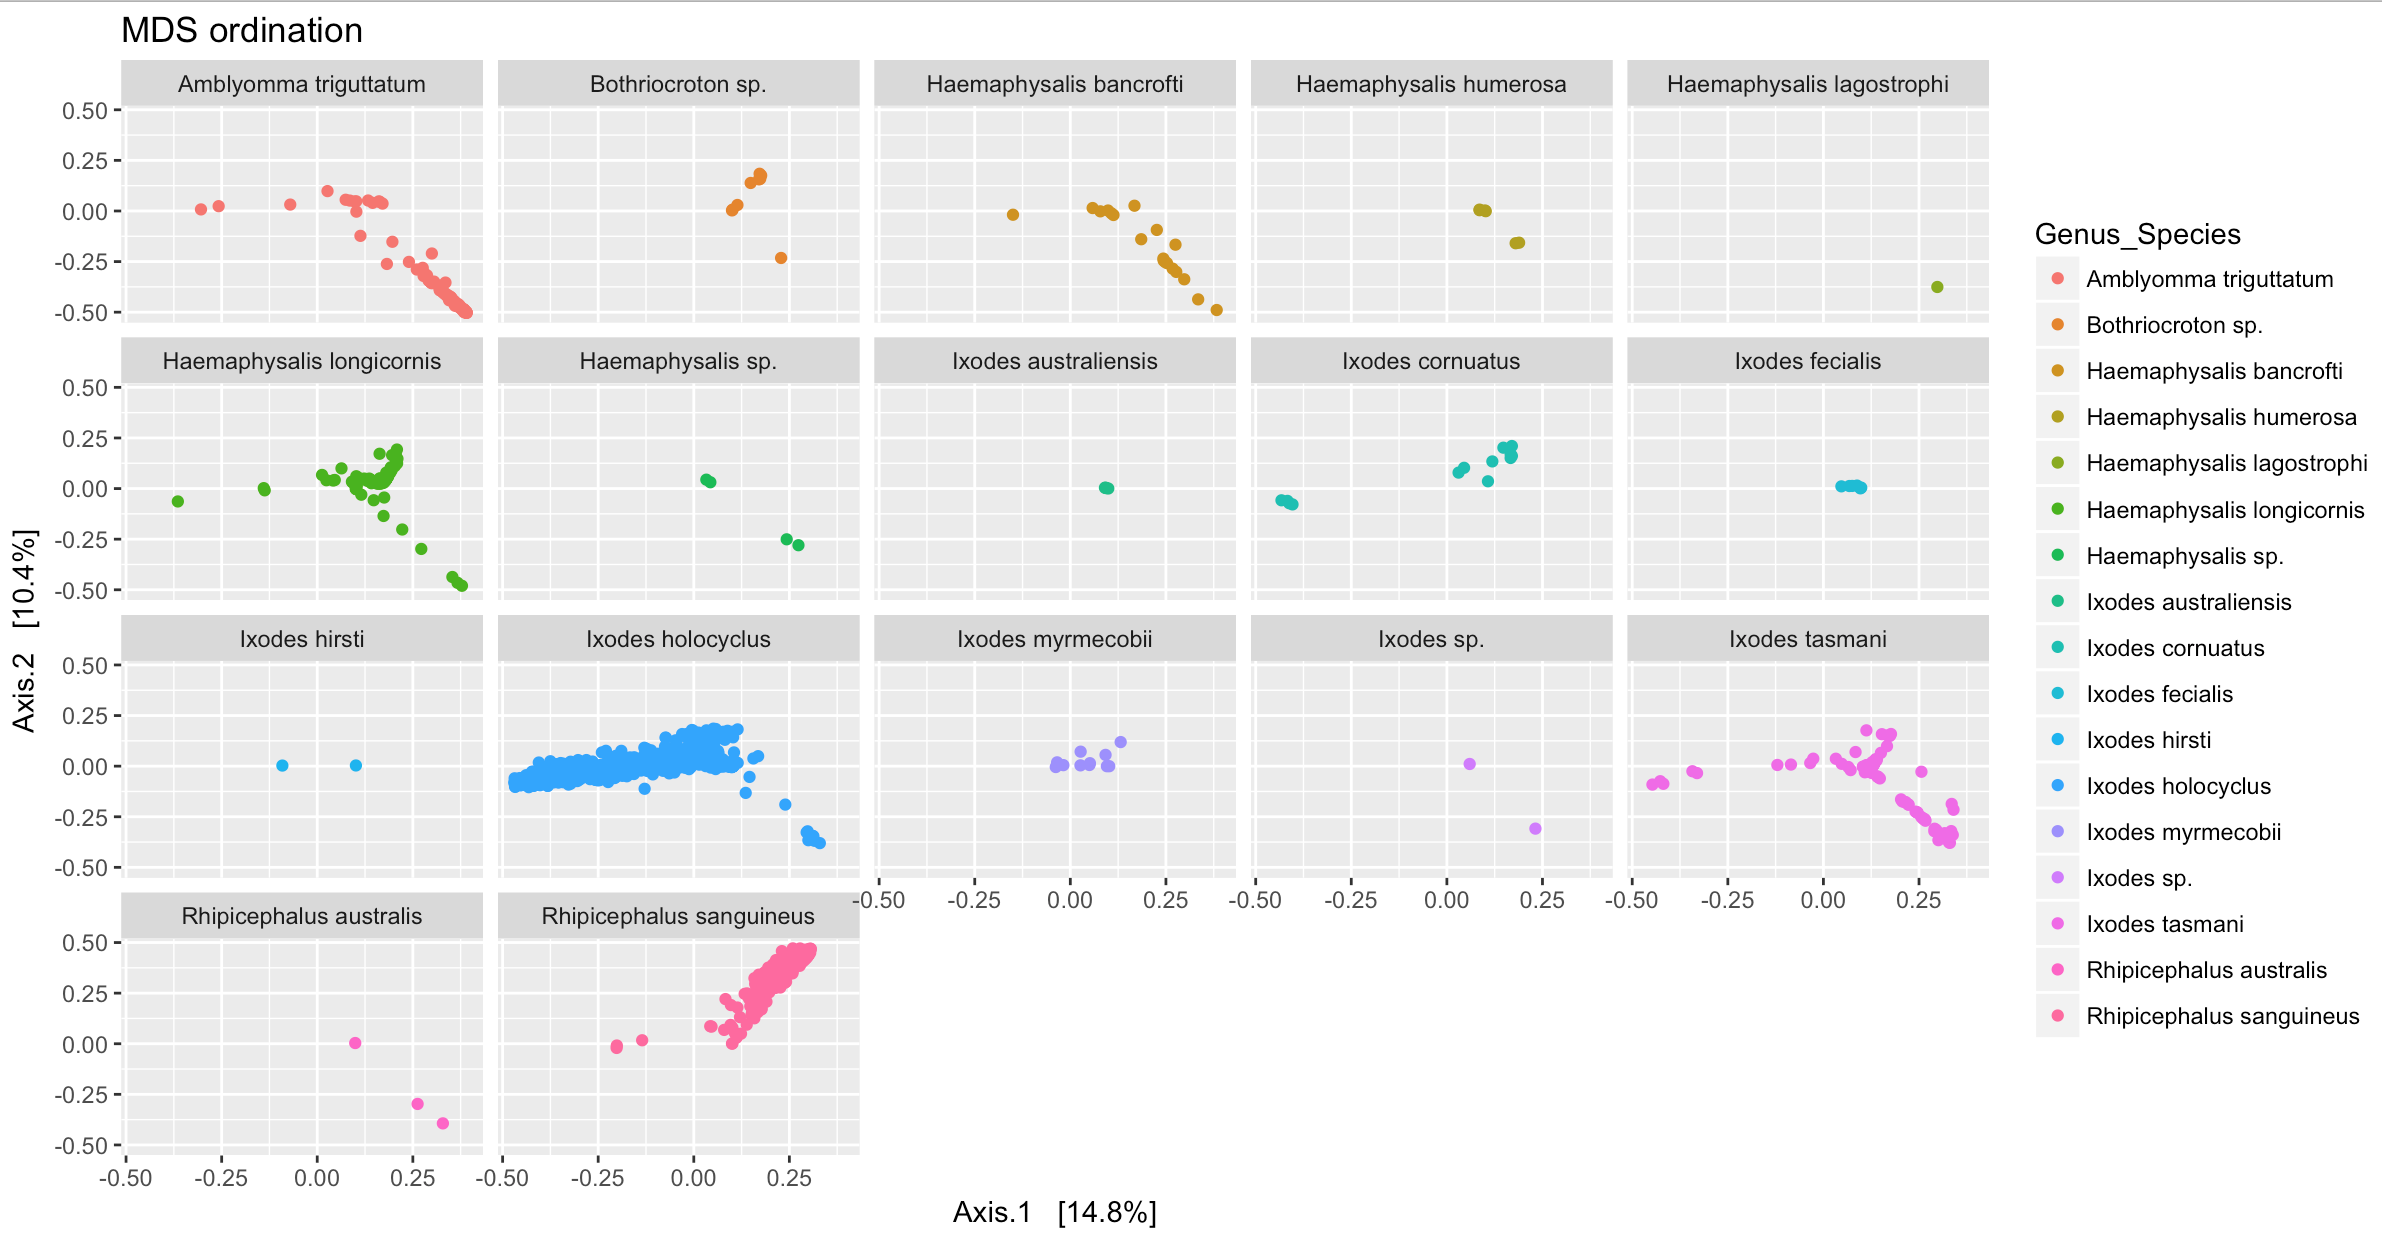 MDS ordination
Amblyomma triguttatum
Bothriocroton sp.
Haemaphysalis bancrofti
Haemaphysalis humerosa
Haemaphysalis lagostrophi
0.50
0.25
0.00
-0.25
-0.50
Haemaphysalis longicornis
Haemaphysalis sp.
Ixodes australiensis
Ixodes cornuatus
Ixodes fecialis
0.50
0.25
0.00
-0.25
-0.50
Ixodes hirsti
Ixodes holocyclus
Ixodes myrmecobii
Ixodes sp.
Ixodes tasmani
0.50
0.25
0.00
-0.25
-0.50
-0.50 -0.25 0.00 0.25
-0.50 -0.25 0.00 0.25
-0.50 -0.25 0.00 0.25
Rhipicephalus australis
Rhipicephalus sanguineus
0.50
0.25
0.00
-0.25
-0.50
-0.50 -0.25 0.00 0.25
-0.50 -0.25 0.00 0.25
Axis.2 [10.4%]
Axis.1 [14.8%]
Genus_Species
Amblyomma triguttatum
Bothriocroton sp.
Haemaphysalis bancrofti
Haemaphysalis humerosa
Haemaphysalis lagostrophi
Haemaphysalis longicornis
Haemaphysalis sp.
Ixodes australiensis
Ixodes cornuatus
Ixodes fecialis
Ixodes hirsti
Ixodes holocyclus
Ixodes myrmecobii
Ixodes sp.
Ixodes tasmani
Rhipicephalus australis
Rhipicephalus sanguineus